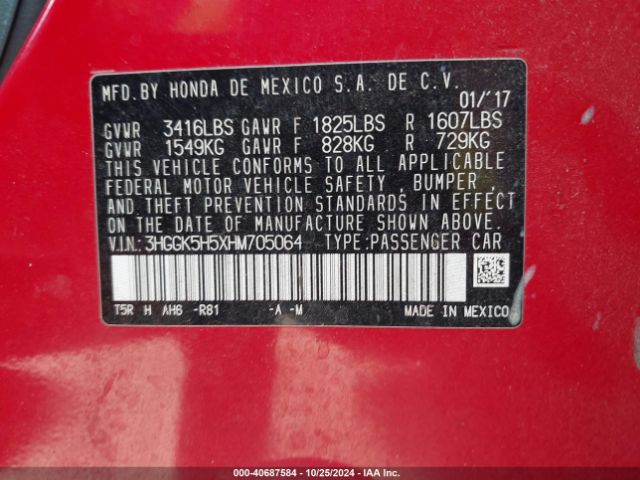 MFD. BY HONDA DE MEXICO S.A. DE C.V.
01/'17
GVWR 3416LBS GAWR F 1825LBS R 1607LBS
GVWR 1549KG GAWR F 828KG R 729KG
THIS VEHICLE CONFORMS TO ALL APPLICABLE
FEDERAL MOTOR VEHICLE SAFETY , BUMPER ,
AND THEFT PREVENTION STANDARDS IN EFFECT
ON THE DATE OF MANUFACTURE SHOWN ABOVE.
V.I.N.:3HGGK5H5XHM705064 TYPE:PASSENGER CAR
T5R H AH6 -R81 -A -M MADE IN MEXICO
000-40687584 - 10/25/2024 - IAA Inc.